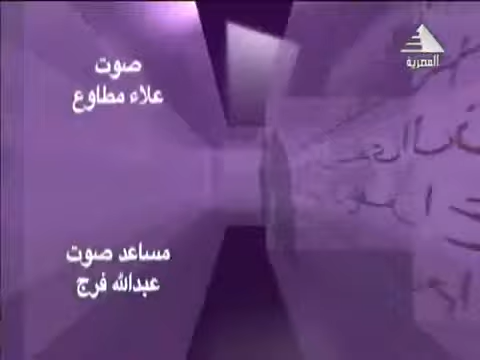 المصرية
صوت
علاء مطاوع
مساعد صوت
عبدالله فرج